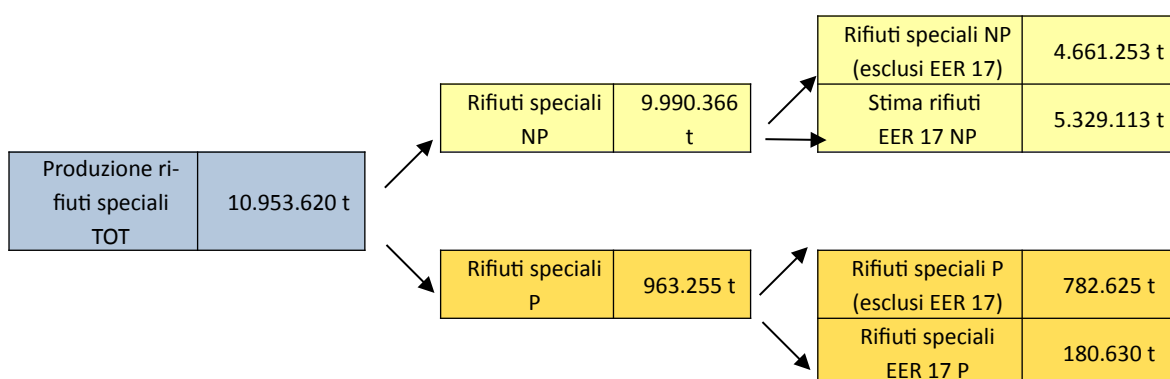 Produzione ri-
fiuti speciali
TOT
10.953.620 t
Rifiuti speciali
NP
9.990.366
t
Rifiuti speciali NP
(esclusi EER 17)
4.661.253 t
Stima rifiuti
EER 17 NP
5.329.113 t
Rifiuti speciali
P
963.255 t
Rifiuti speciali P
(esclusi EER 17)
782.625 t
Rifiuti speciali
EER 17 P
180.630 t